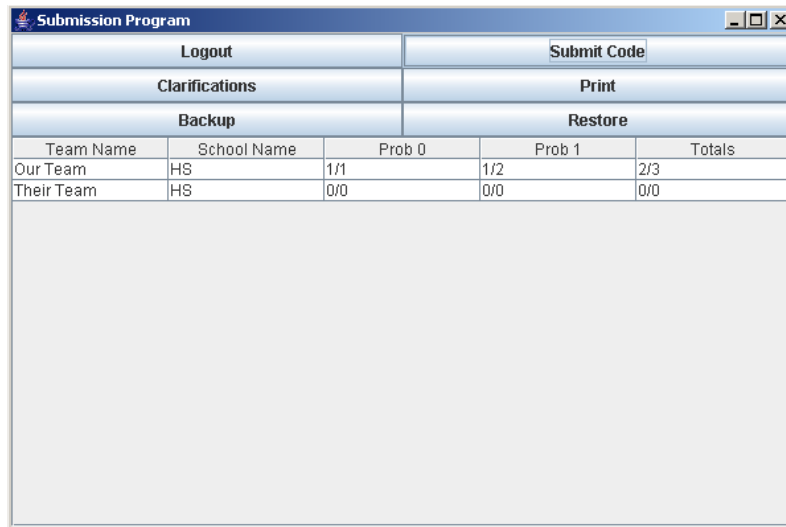 Submission Program
Logout Submit Code
Clarifications Print
Backup Restore
Team Name School Name Prob 0 Prob 1 Totals
Our Team HS 1/1 1/2 2/3
Their Team HS 0/0 0/0 0/0